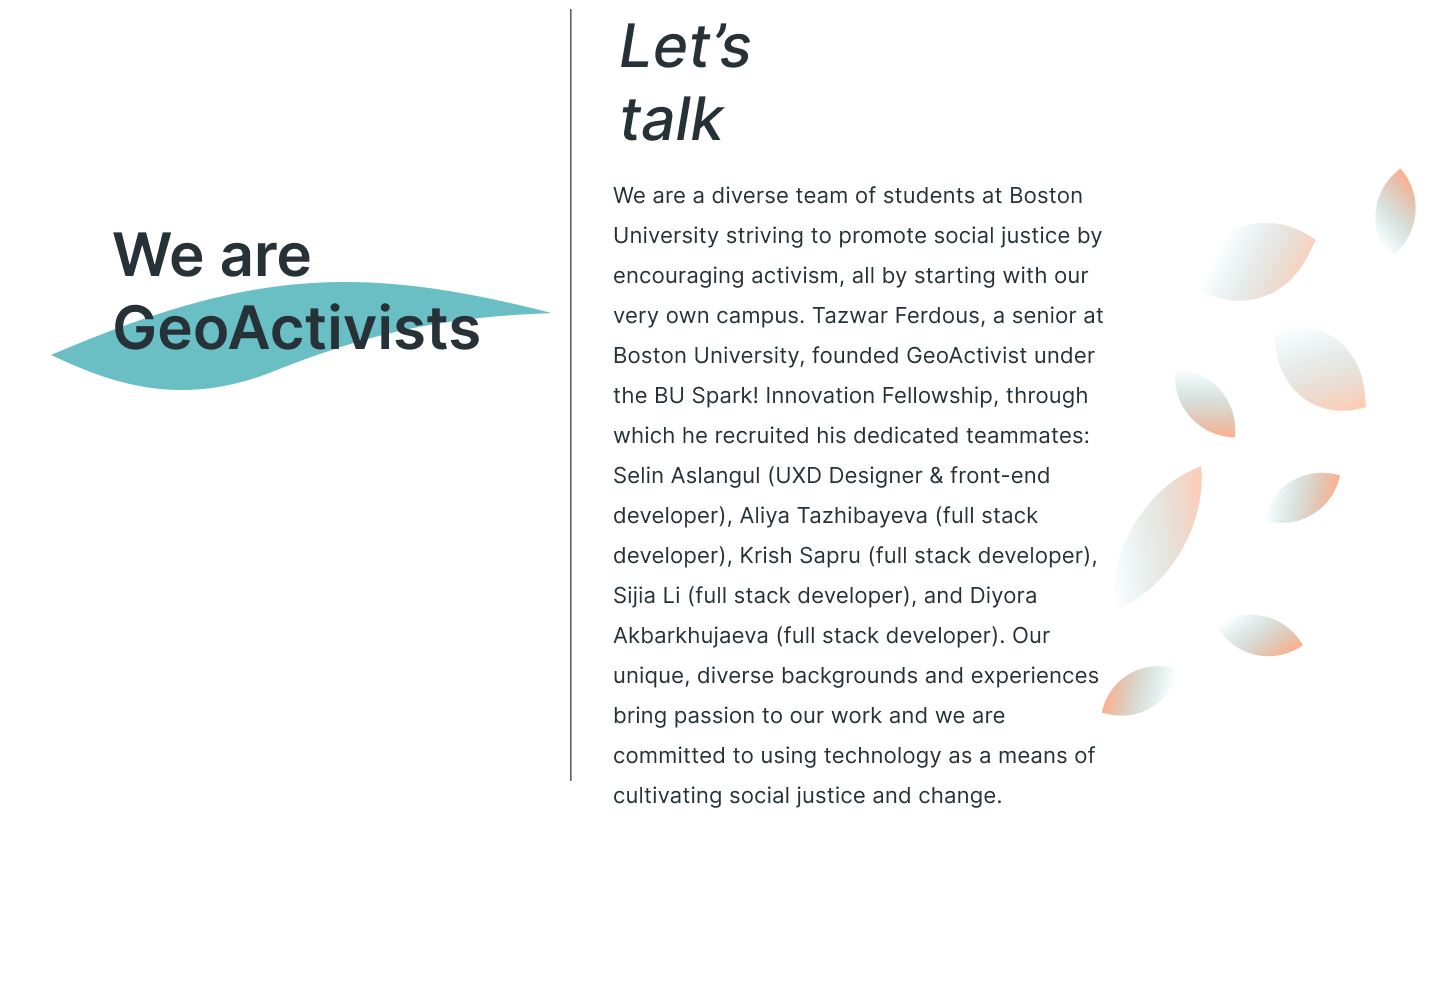 We are
GeoActivists
Let’s
talk
We are a diverse team of students at Boston
University striving to promote social justice by
encouraging activism, all by starting with our
very own campus. Tazwar Ferdous, a senior at
Boston University, founded GeoActivist under
the BU Spark! Innovation Fellowship, through
which he recruited his dedicated teammates:
Selin Aslangul (UXD Designer & front-end
developer), Aliya Tazhibayeva (full stack
developer), Krish Sapru (full stack developer),
Sijia Li (full stack developer), and Diyora
Akbarkhujaeva (full stack developer). Our
unique, diverse backgrounds and experiences
bring passion to our work and we are
committed to using technology as a means of
cultivating social justice and change.